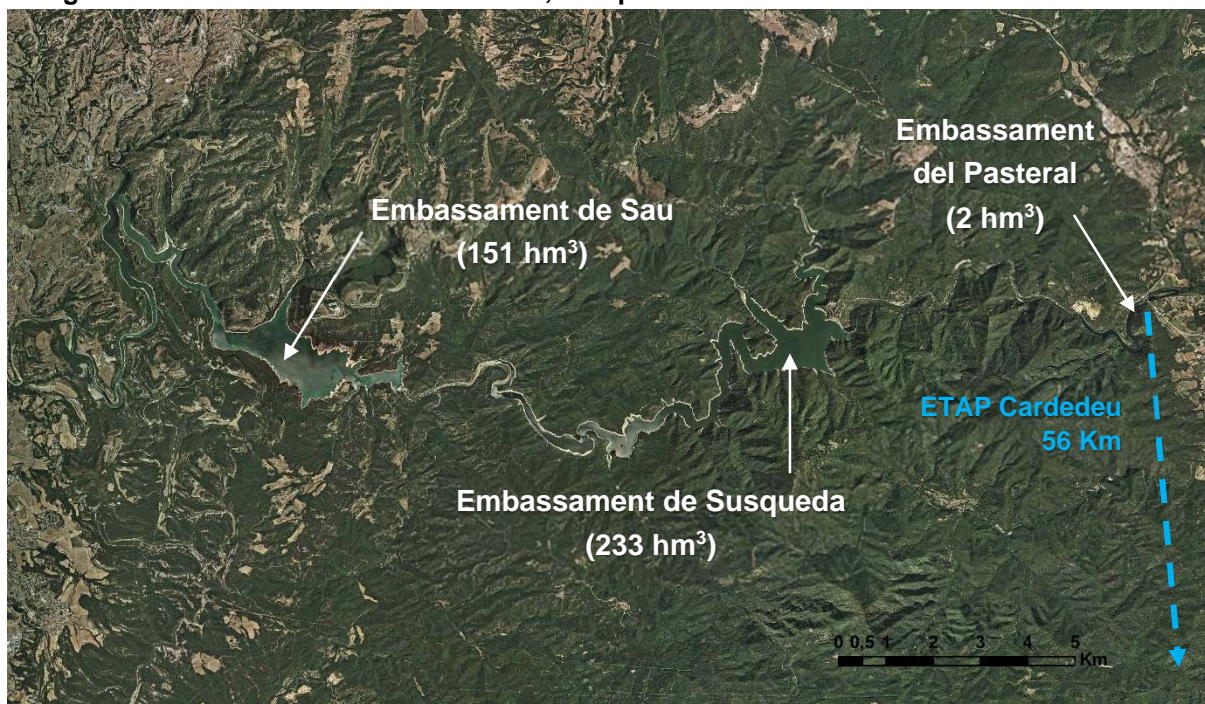 Embassament
del Pasteral
(2 hm³)
Embassament de Sau
(151 hm³)
ETAP Cardedeu
56 Km
Embassament de Susqueda
(233 hm³)
0 0,5 1 2 3 4 5
Km